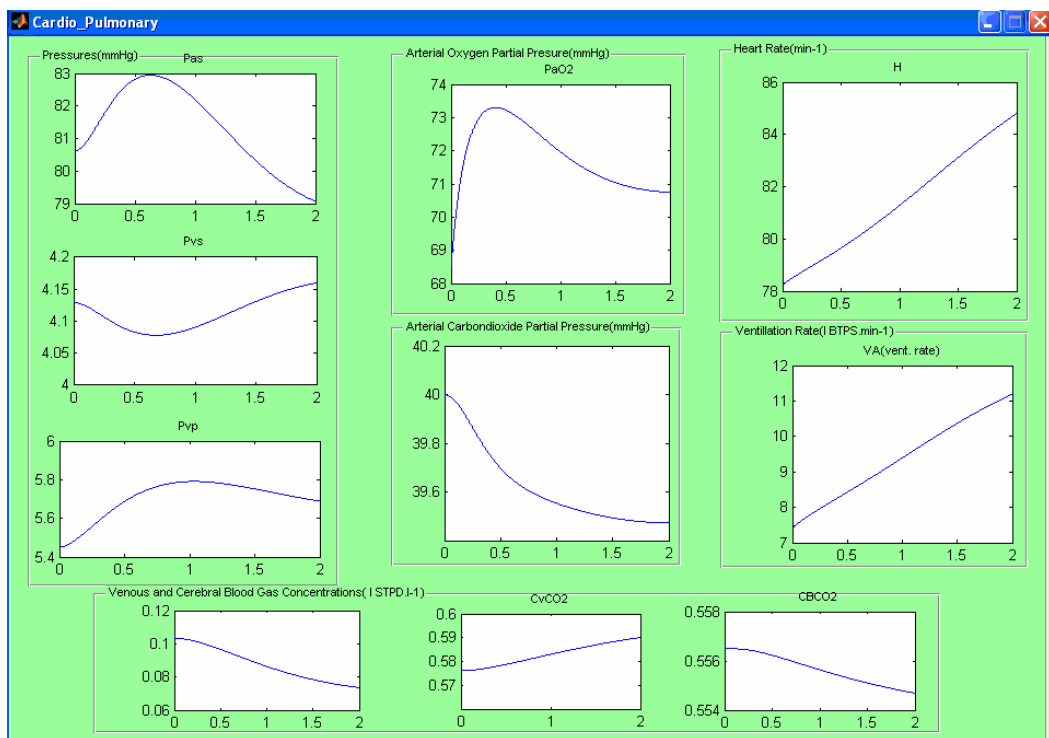 Cardio_Pulmonary
Pressures(mmHg)
Pas
83
82
81
80
79
0 0.5 1 1.5 2
Pvs
4.2
4.15
4.1
4.05
4
0 0.5 1 1.5 2
Pvp
6
5.8
5.6
5.4
0 0.5 1 1.5 2
Arterial Oxygen Partial Presure(mmHg)
PaO2
74
73
72
71
70
69
68
0 0.5 1 1.5 2
Arterial Carbondioxide Partial Pressure(mmHg)
40.2
40
39.8
39.6
0 0.5 1 1.5 2
Heart Rate(min-1)
H
86
84
82
80
78
0 0.5 1 1.5 2
Ventillation Rate(l BTPS.min-1)
VA(vent. rate)
12
11
10
9
8
7
0 0.5 1 1.5 2
Venous and Cerebral Blood Gas Concentrations( l STPD.l-1)
0.12
0.1
0.08
0.06
0 0.5 1 1.5 2
CvCO2
0.6
0.59
0.58
0.57
0 0.5 1 1.5 2
CBCO2
0.558
0.556
0.554
0 0.5 1 1.5 2